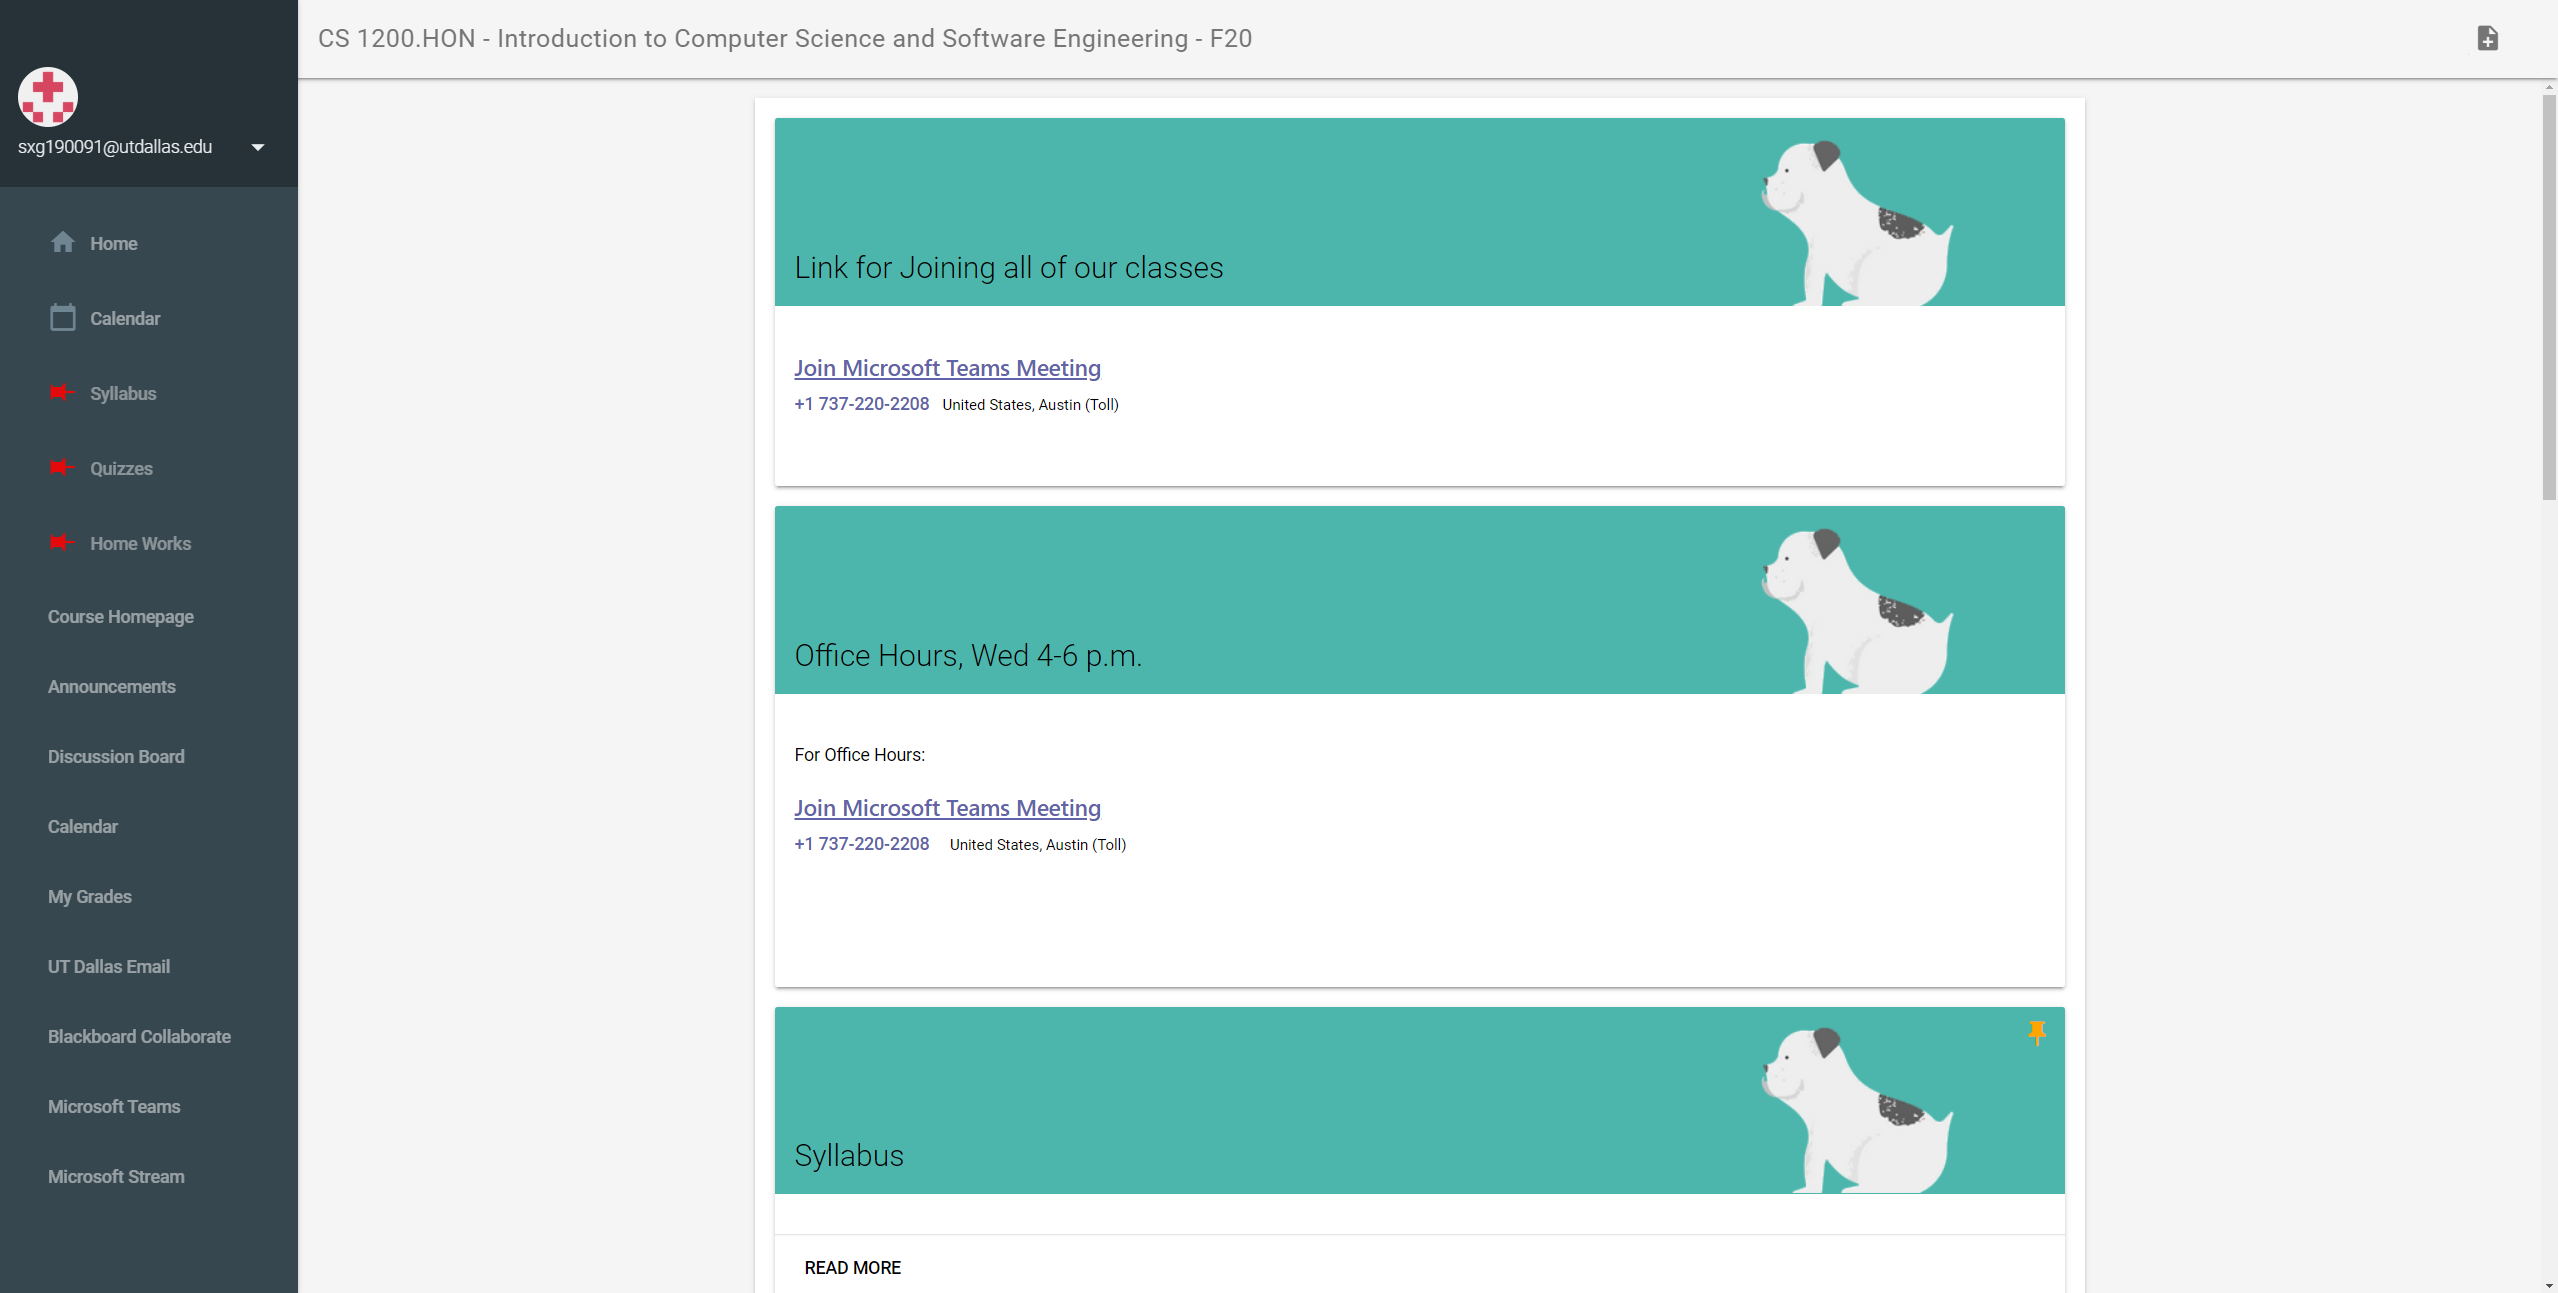 CS 1200.HON - Introduction to Computer Science and Software Engineering - F20
sxg190091@utdallas.edu
Home
Calendar
Syllabus
Quizzes
Home Works
Course Homepage
Announcements
Discussion Board
Calendar
My Grades
UT Dallas Email
Blackboard Collaborate
Microsoft Teams
Microsoft Stream
Link for Joining all of our classes
Join Microsoft Teams Meeting
+1 737-220-2208 United States, Austin (Toll)
Office Hours, Wed 4-6 p.m.
For Office Hours:
Join Microsoft Teams Meeting
+1 737-220-2208 United States, Austin (Toll)
Syllabus
READ MORE